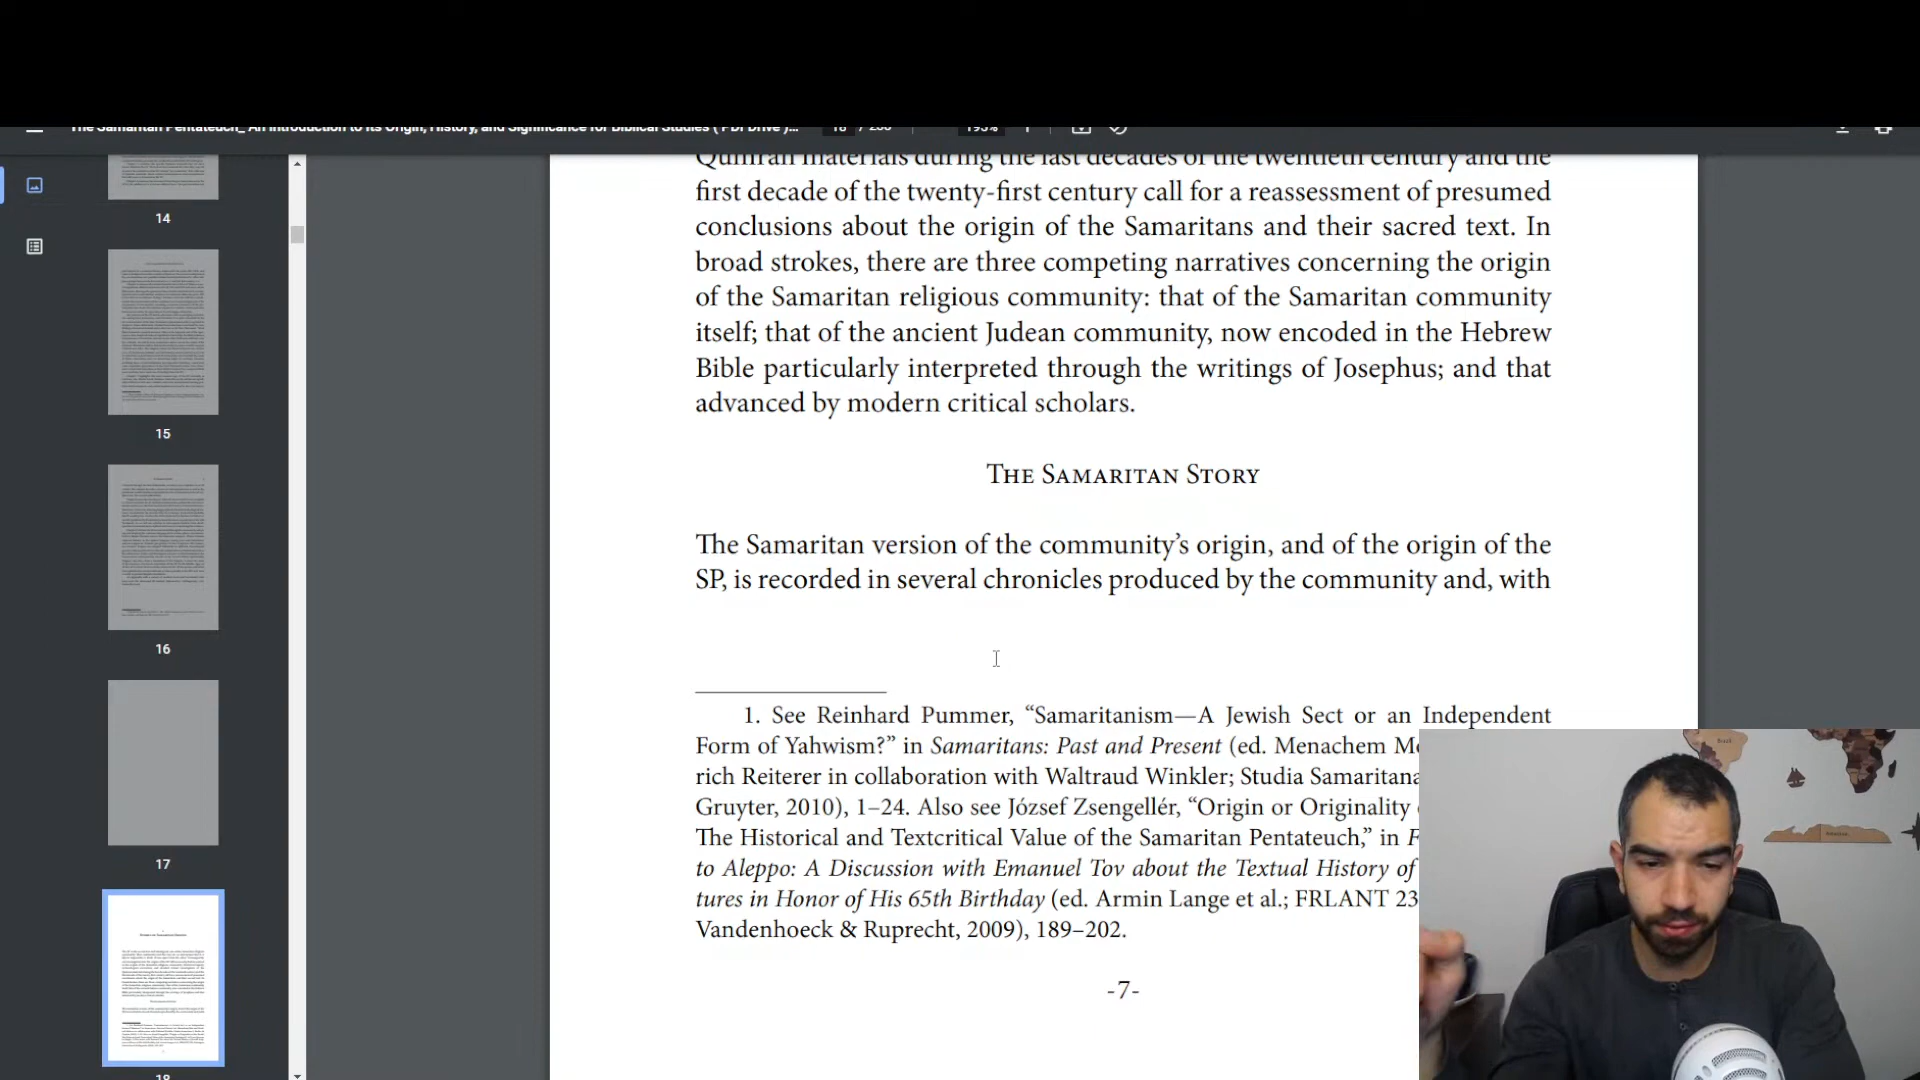 The Samaritan Pentateuch_ An Introduction to Its Origin, History, and Significance for Biblical Studies ( PDFDrive )...
18 / 
193%
14
15
16
17
18
Qumran materials during the last decades of the twentieth century and the
first decade of the twenty-first century call for a reassessment of presumed
conclusions about the origin of the Samaritans and their sacred text. In
broad strokes, there are three competing narratives concerning the origin
of the Samaritan religious community: that of the Samaritan community
itself; that of the ancient Judean community, now encoded in the Hebrew
Bible particularly interpreted through the writings of Josephus; and that
advanced by modern critical scholars.
The Samaritan Story
The Samaritan version of the community’s origin, and of the origin of the
SP, is recorded in several chronicles produced by the community and, with
1. See Reinhard Pummer, “Samaritanism—A Jewish Sect or an Independent
Form of Yahwism?” in Samaritans: Past and Present (ed. Menachem
rich Reiterer in collaboration with Waltraud Winkler; Studia Samaritana
Gruyter, 2010), 1–24. Also see József Zsengellér, “Origin or Originality
The Historical and Textcritical Value of the Samaritan Pentateuch,” in
to Aleppo: A Discussion with Emanuel Tov about the Textual History of
tures in Honor of His 65th Birthday (ed. Armin Lange et al.; FRLANT 23
Vandenhoeck & Ruprecht, 2009), 189–202.
-7-